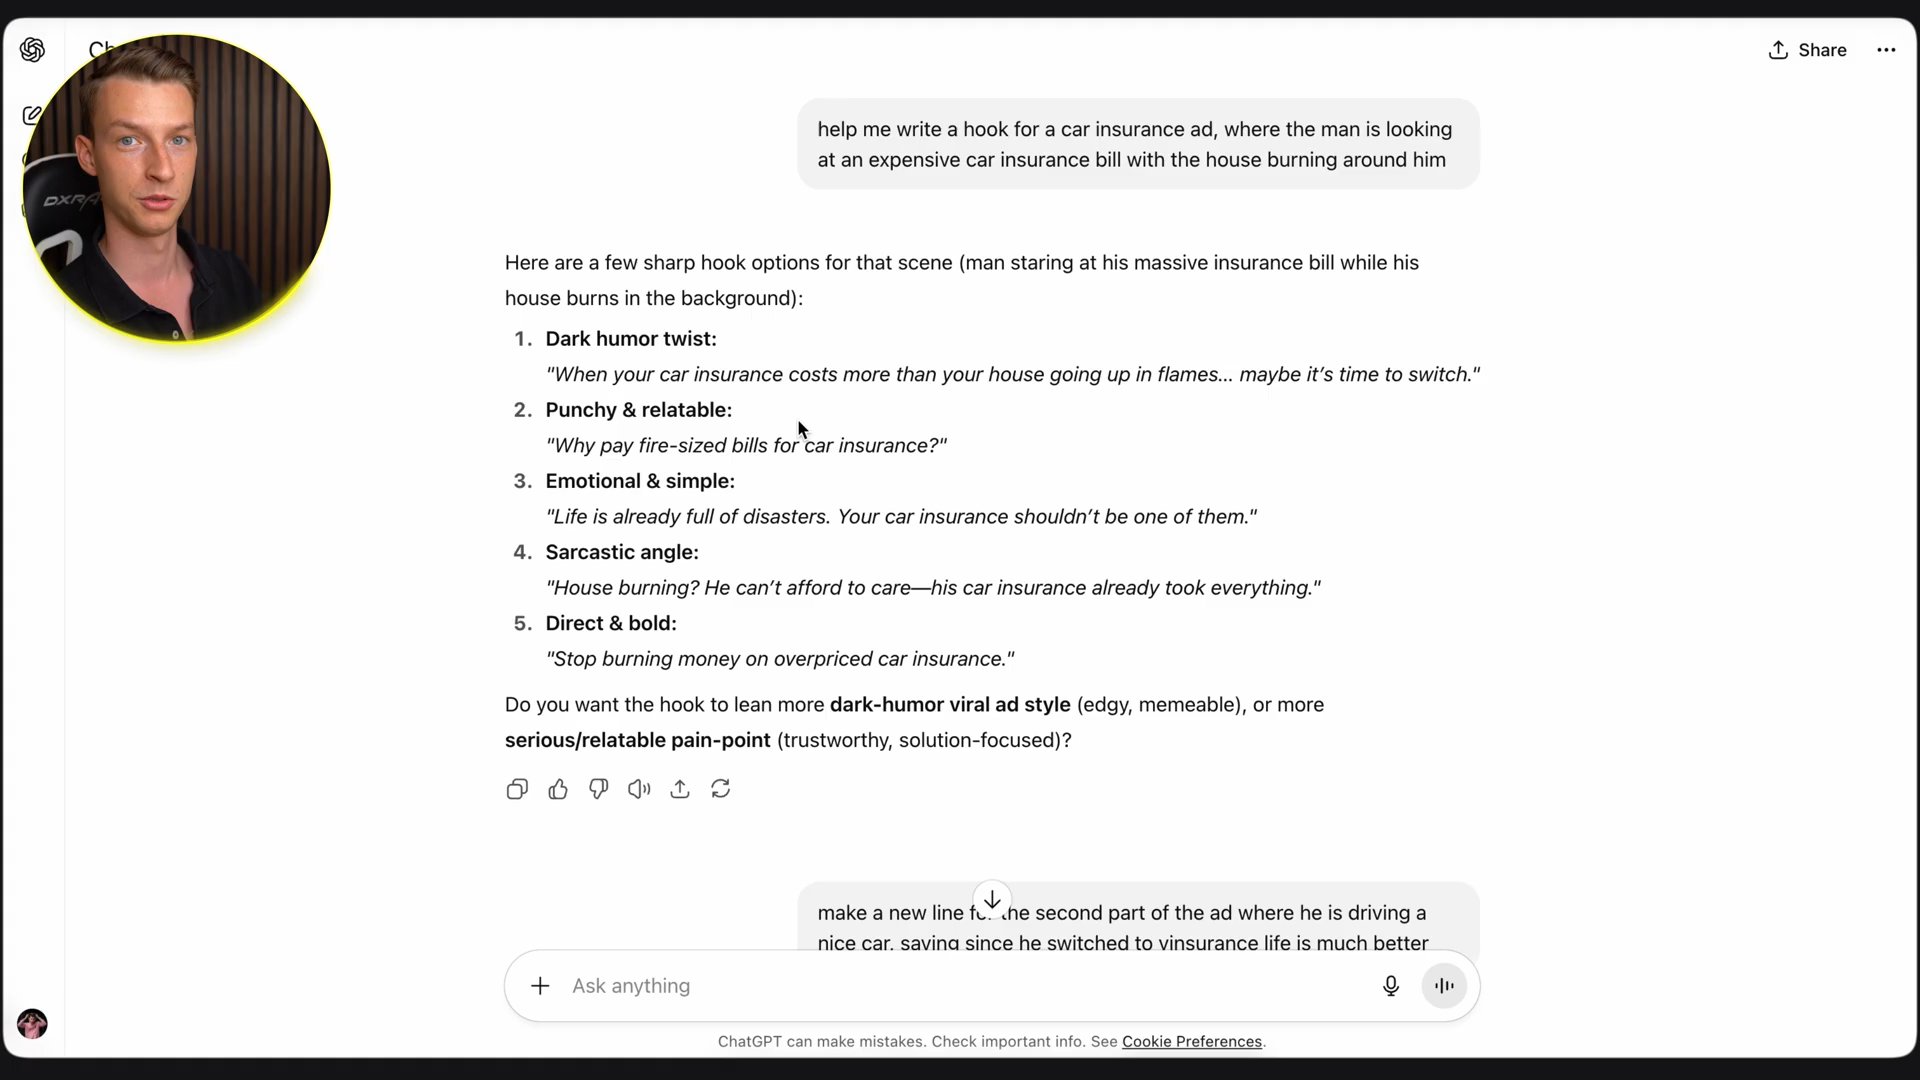 Share
help me write a hook for a car insurance ad, where the man is looking
at an expensive car insurance bill with the house burning around him
Here are a few sharp hook options for that scene (man staring at his massive insurance bill while his
house burns in the background):
1. Dark humor twist:
"When your car insurance costs more than your house going up in flames... maybe it’s time to switch."
2. Punchy & relatable:
"Why pay fire-sized bills for car insurance?"
3. Emotional & simple:
"Life is already full of disasters. Your car insurance shouldn’t be one of them."
4. Sarcastic angle:
"House burning? He can’t afford to care—his car insurance already took everything."
5. Direct & bold:
"Stop burning money on overpriced car insurance."
Do you want the hook to lean more dark-humor viral ad style (edgy, memeable), or more
serious/relatable pain-point (trustworthy, solution-focused)?
make a new line for the second part of the ad where he is driving a
nice car, saying since he switched to vinsurance life is much better
Ask anything
ChatGPT can make mistakes. Check important info. See Cookie Preferences.